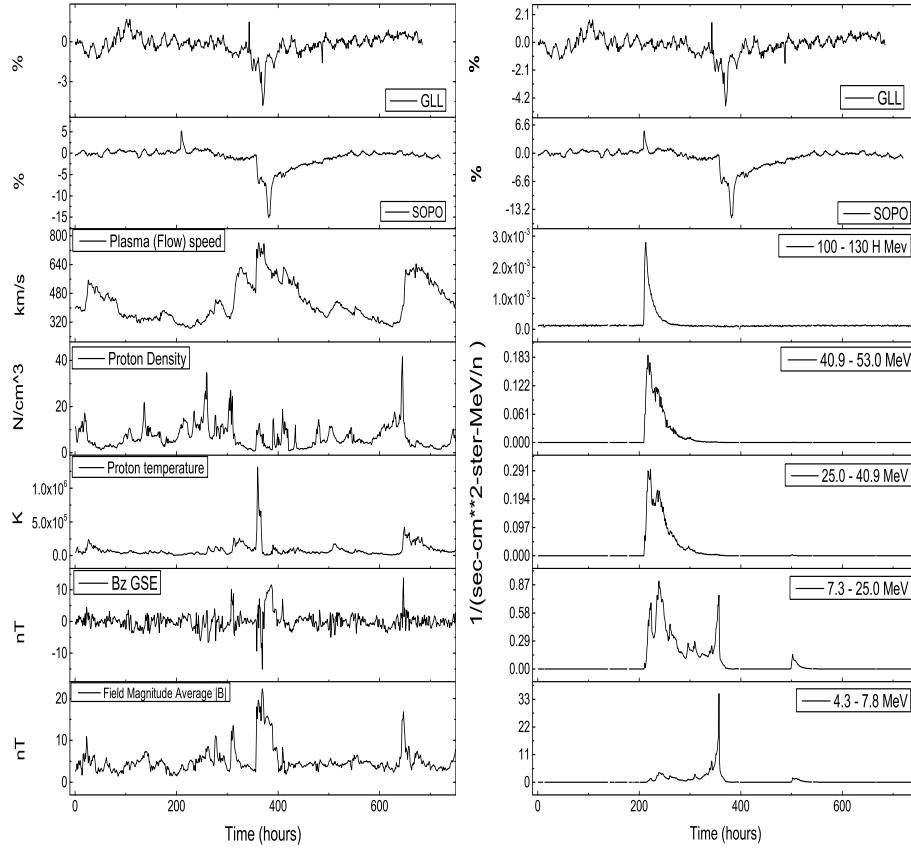 0
-3
%
GLL
5
0
-5
-10
-15
%
SOPO
800
640
480
320
km/s
Plasma (Flow) speed
40
20
0
N/cm^3
Proton Density
1.0x10^6
5.0x10^5
0.0
K
Proton temperature
10
0
-10
nT
Bz GSE
20
10
0
nT
Field Magnitude Average |B|
0
200
400
600
Time (hours)
2.1
0.0
-2.1
-4.2
%
GLL
6.6
0.0
-6.6
-13.2
%
SOPO
3.0x10^-3
1.0x10^-3
0.0
100 - 130 H Mev
1/(sec-cm**2-ster-MeV/n )
0.183
0.122
0.061
0.000
40.9 - 53.0 MeV
0.291
0.194
0.097
0.000
25.0 - 40.9 MeV
0.87
0.58
0.29
0.00
7.3 - 25.0 MeV
33
22
11
0
4.3 - 7.8 MeV
0
200
400
600
Time (hours)